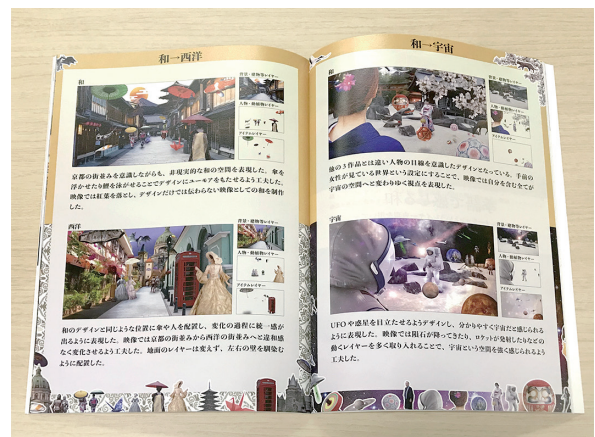 和ー西洋
和
背景・建物等レイヤー
人物・動植物レイヤー
アイテムレイヤー
京都の街並みを意識しながらも、非現実的な和の空間を表現した。傘を
浮かせたり鯉を泳がせることでデザインにユーモアをもたせるよう工夫した。
映像では紅葉を落とし、デザインだけでは伝わらない映像としての和を制作
した。
西洋
背景・建物等レイヤー
人物・動植物レイヤー
アイテムレイヤー
和のデザインと同じような位置に傘や人を配置し、変化の過程に統一感が
出るように表現した。映像では京都の街並みから西洋の街並みへと違和感
なく変化させるよう工夫した。地面のレイヤーは変えず、左右の壁を馴染む
ように配置した。
和ー宇宙
和
背景・建物等レイヤー
人物・動植物レイヤー
アイテムレイヤー
他の3作品とは違い人物の目線を意識したデザインとなっている。手前の
女性が見ている世界という設定にすることで、映像では自分を含む全てが
宇宙の空間へと変わりゆく視点を表現した。
宇宙
背景・建物等レイヤー
人物・動植物レイヤー
アイテムレイヤー
UFOや惑星を目立たせるようデザインし、分かりやすく宇宙だと感じられる
ように表現した。映像では隕石が降ってきたり、ロケットが発射したりなどの
動くレイヤーを多く取り入れることで、宇宙という空間を強く感じられるよう
工夫した。